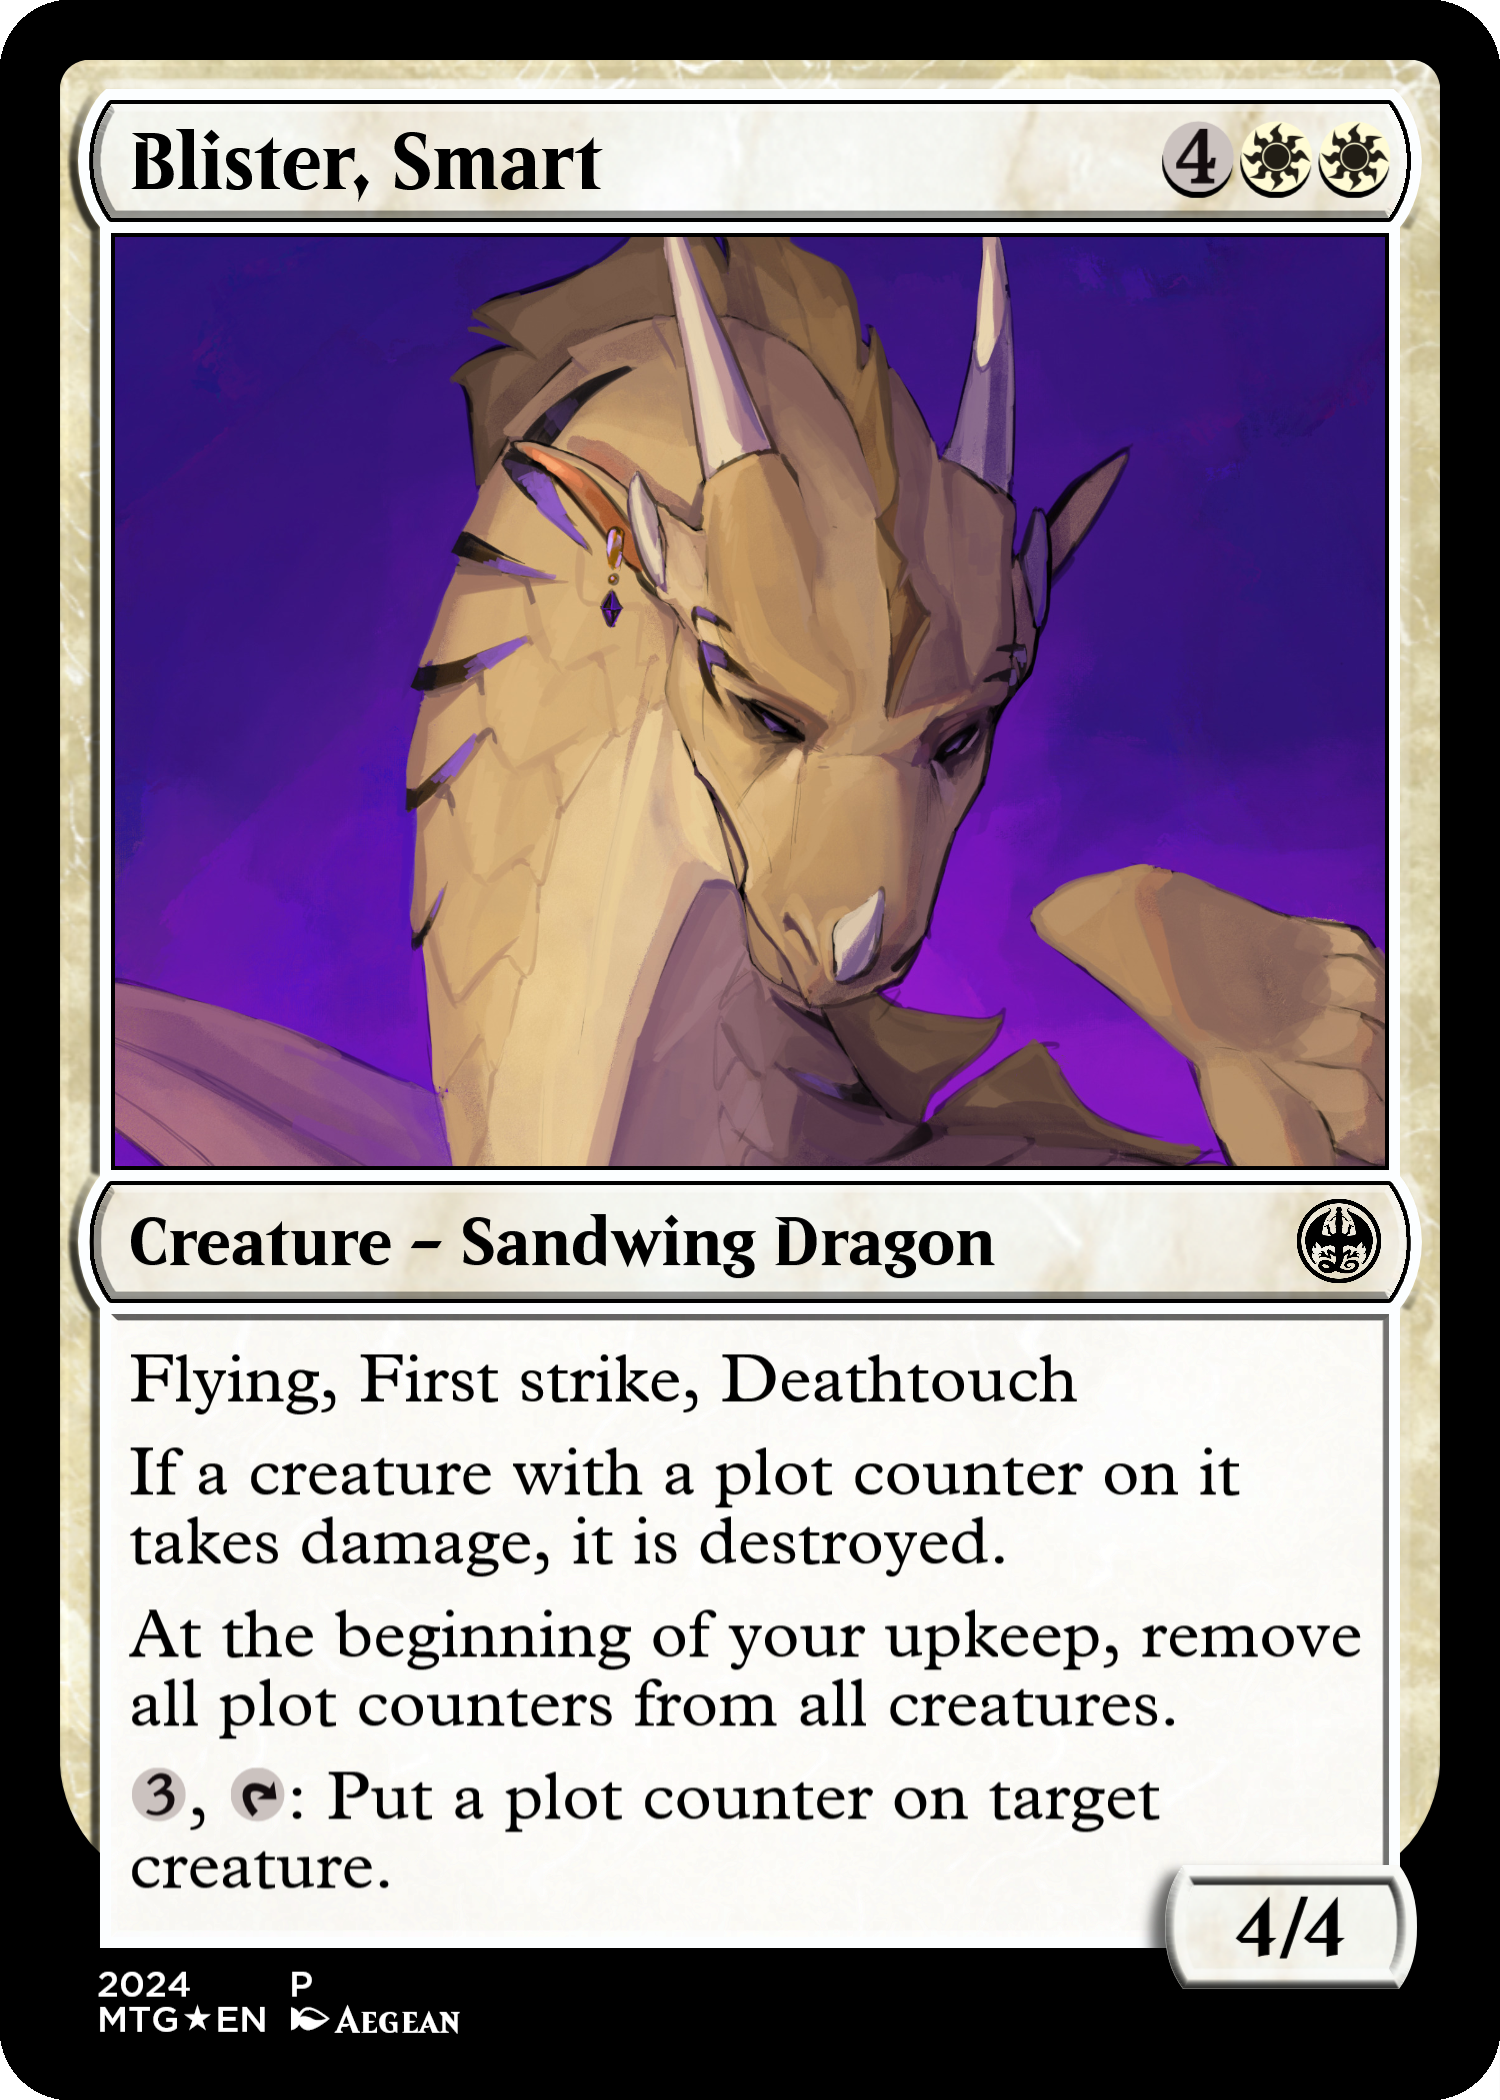 Blister, Smart 4
Creature – Sandwing Dragon
Flying, First strike, Deathtouch
If a creature with a plot counter on it
takes damage, it is destroyed.
At the beginning of your upkeep, remove
all plot counters from all creatures.
3, : Put a plot counter on target
creature.
4/4
2024 P
MTG★EN AEGEAN